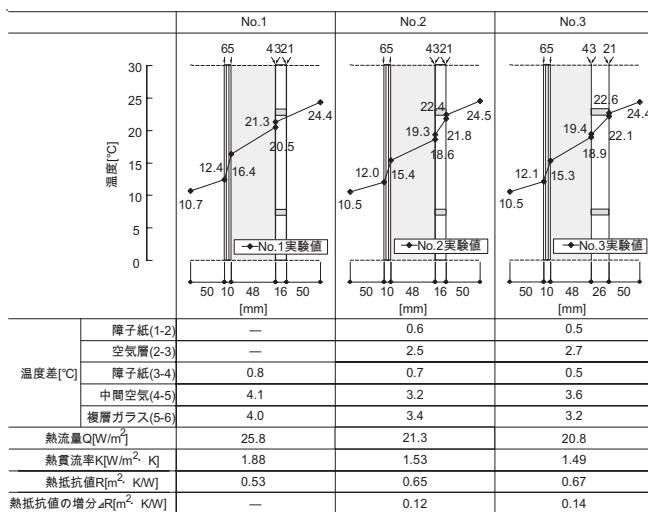 No.1 No.2 No.3
65 43 21 65 43 21 65 43 21
温度[℃]
30
25
20
15
10
5
0
10.7 12.4 16.4 21.3 20.5 24.4
10.5 12.0 15.4 19.3 18.6 22.4 21.8 24.5
10.5 12.1 15.3 19.4 18.9 22.6 22.1 24.4
No.1実験値 No.2実験値 No.3実験値
50 10 48 16 50 50 10 48 16 50 50 10 48 26 50
[mm] [mm] [mm]
温度差[℃]
障子紙(1-2) — 0.6 0.5
空気層(2-3) — 2.5 2.7
障子紙(3-4) 0.8 0.7 0.5
中間空気(4-5) 4.1 3.2 3.6
複層ガラス(5-6) 4.0 3.4 3.2
熱流量Q[W/m²] 25.8 21.3 20.8
熱貫流率K[W/m²・K] 1.88 1.53 1.49
熱抵抗値R[m²・K/W] 0.53 0.65 0.67
熱抵抗値の増分⊿R[m²・K/W] — 0.12 0.14